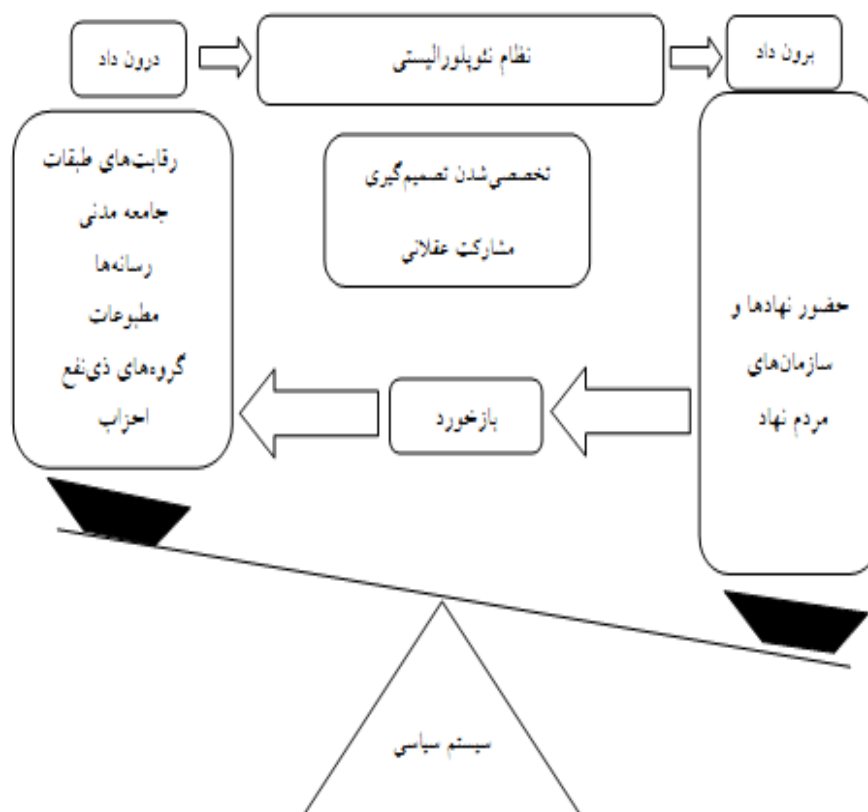 برون داد
نظام نئوپلورالیستی
درون داد
تخصصی‌شدن تصمیم‌گیری
مشارکت عقلانی
رقابت‌های طبقات
جامعه مدنی
رسانه‌ها
مطبوعات
گروه‌های ذی‌نفع
احزاب
حضور نهادها و
سازمان‌های
مردم نهاد
بازخورد
سیستم سیاسی